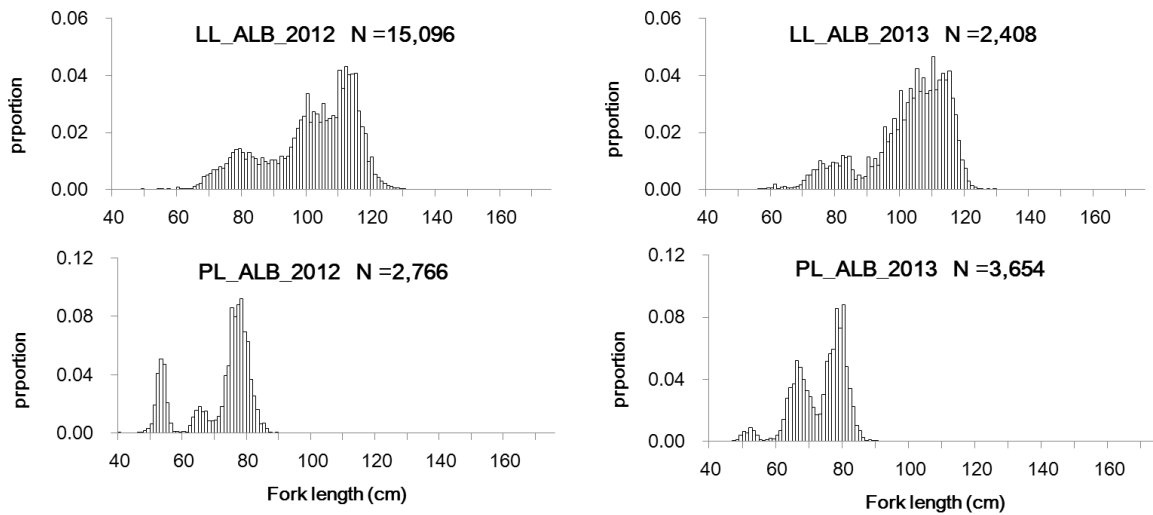 LL_ALB_2012 N =15,096
prportion
0.06
0.04
0.02
0.00
40 60 80 100 120 140 160
LL_ALB_2013 N =2,408
prportion
0.06
0.04
0.02
0.00
40 60 80 100 120 140 160
PL_ALB_2012 N =2,766
prportion
0.12
0.08
0.04
0.00
40 60 80 100 120 140 160
Fork length (cm)
PL_ALB_2013 N =3,654
prportion
0.12
0.08
0.04
0.00
40 60 80 100 120 140 160
Fork length (cm)